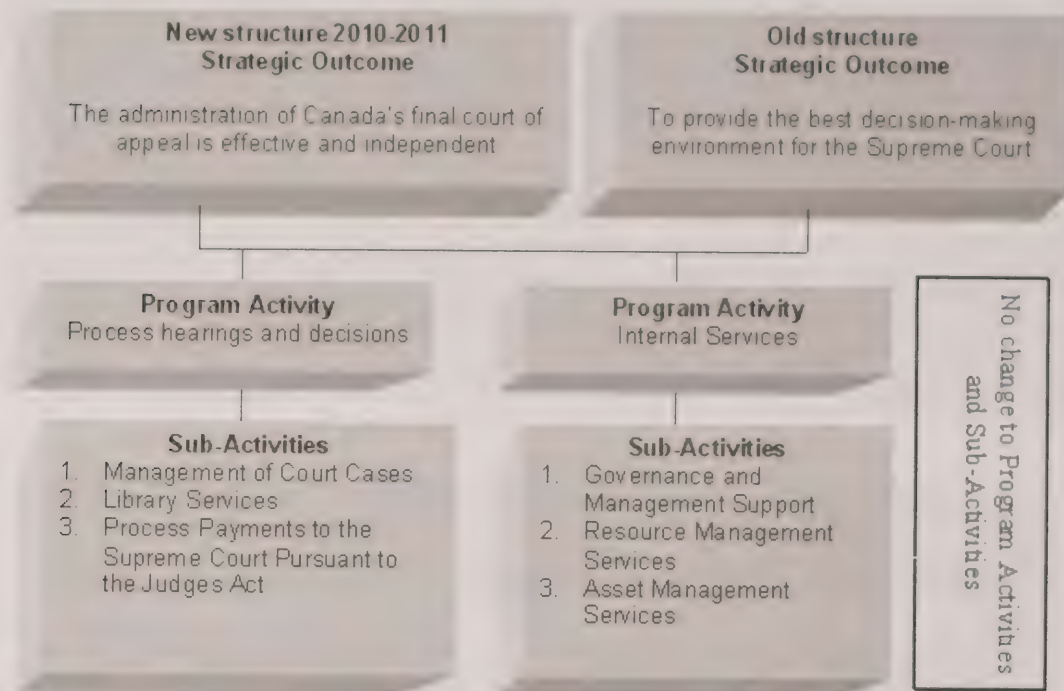 New structure 2010-2011
Strategic Outcome
The administration of Canada's final court of
appeal is effective and independent
Old structure
Strategic Outcome
To provide the best decision-making
environment for the Supreme Court
Program Activity
Process hearings and decisions
Program Activity
Internal Services
No change to Program Activities
and Sub-Activities
Sub-Activities
1. Management of Court Cases
2. Library Services
3. Process Payments to the
Supreme Court Pursuant to
the Judges Act
Sub-Activities
1. Governance and
Management Support
2. Resource Management
Services
3. Asset Management
Services